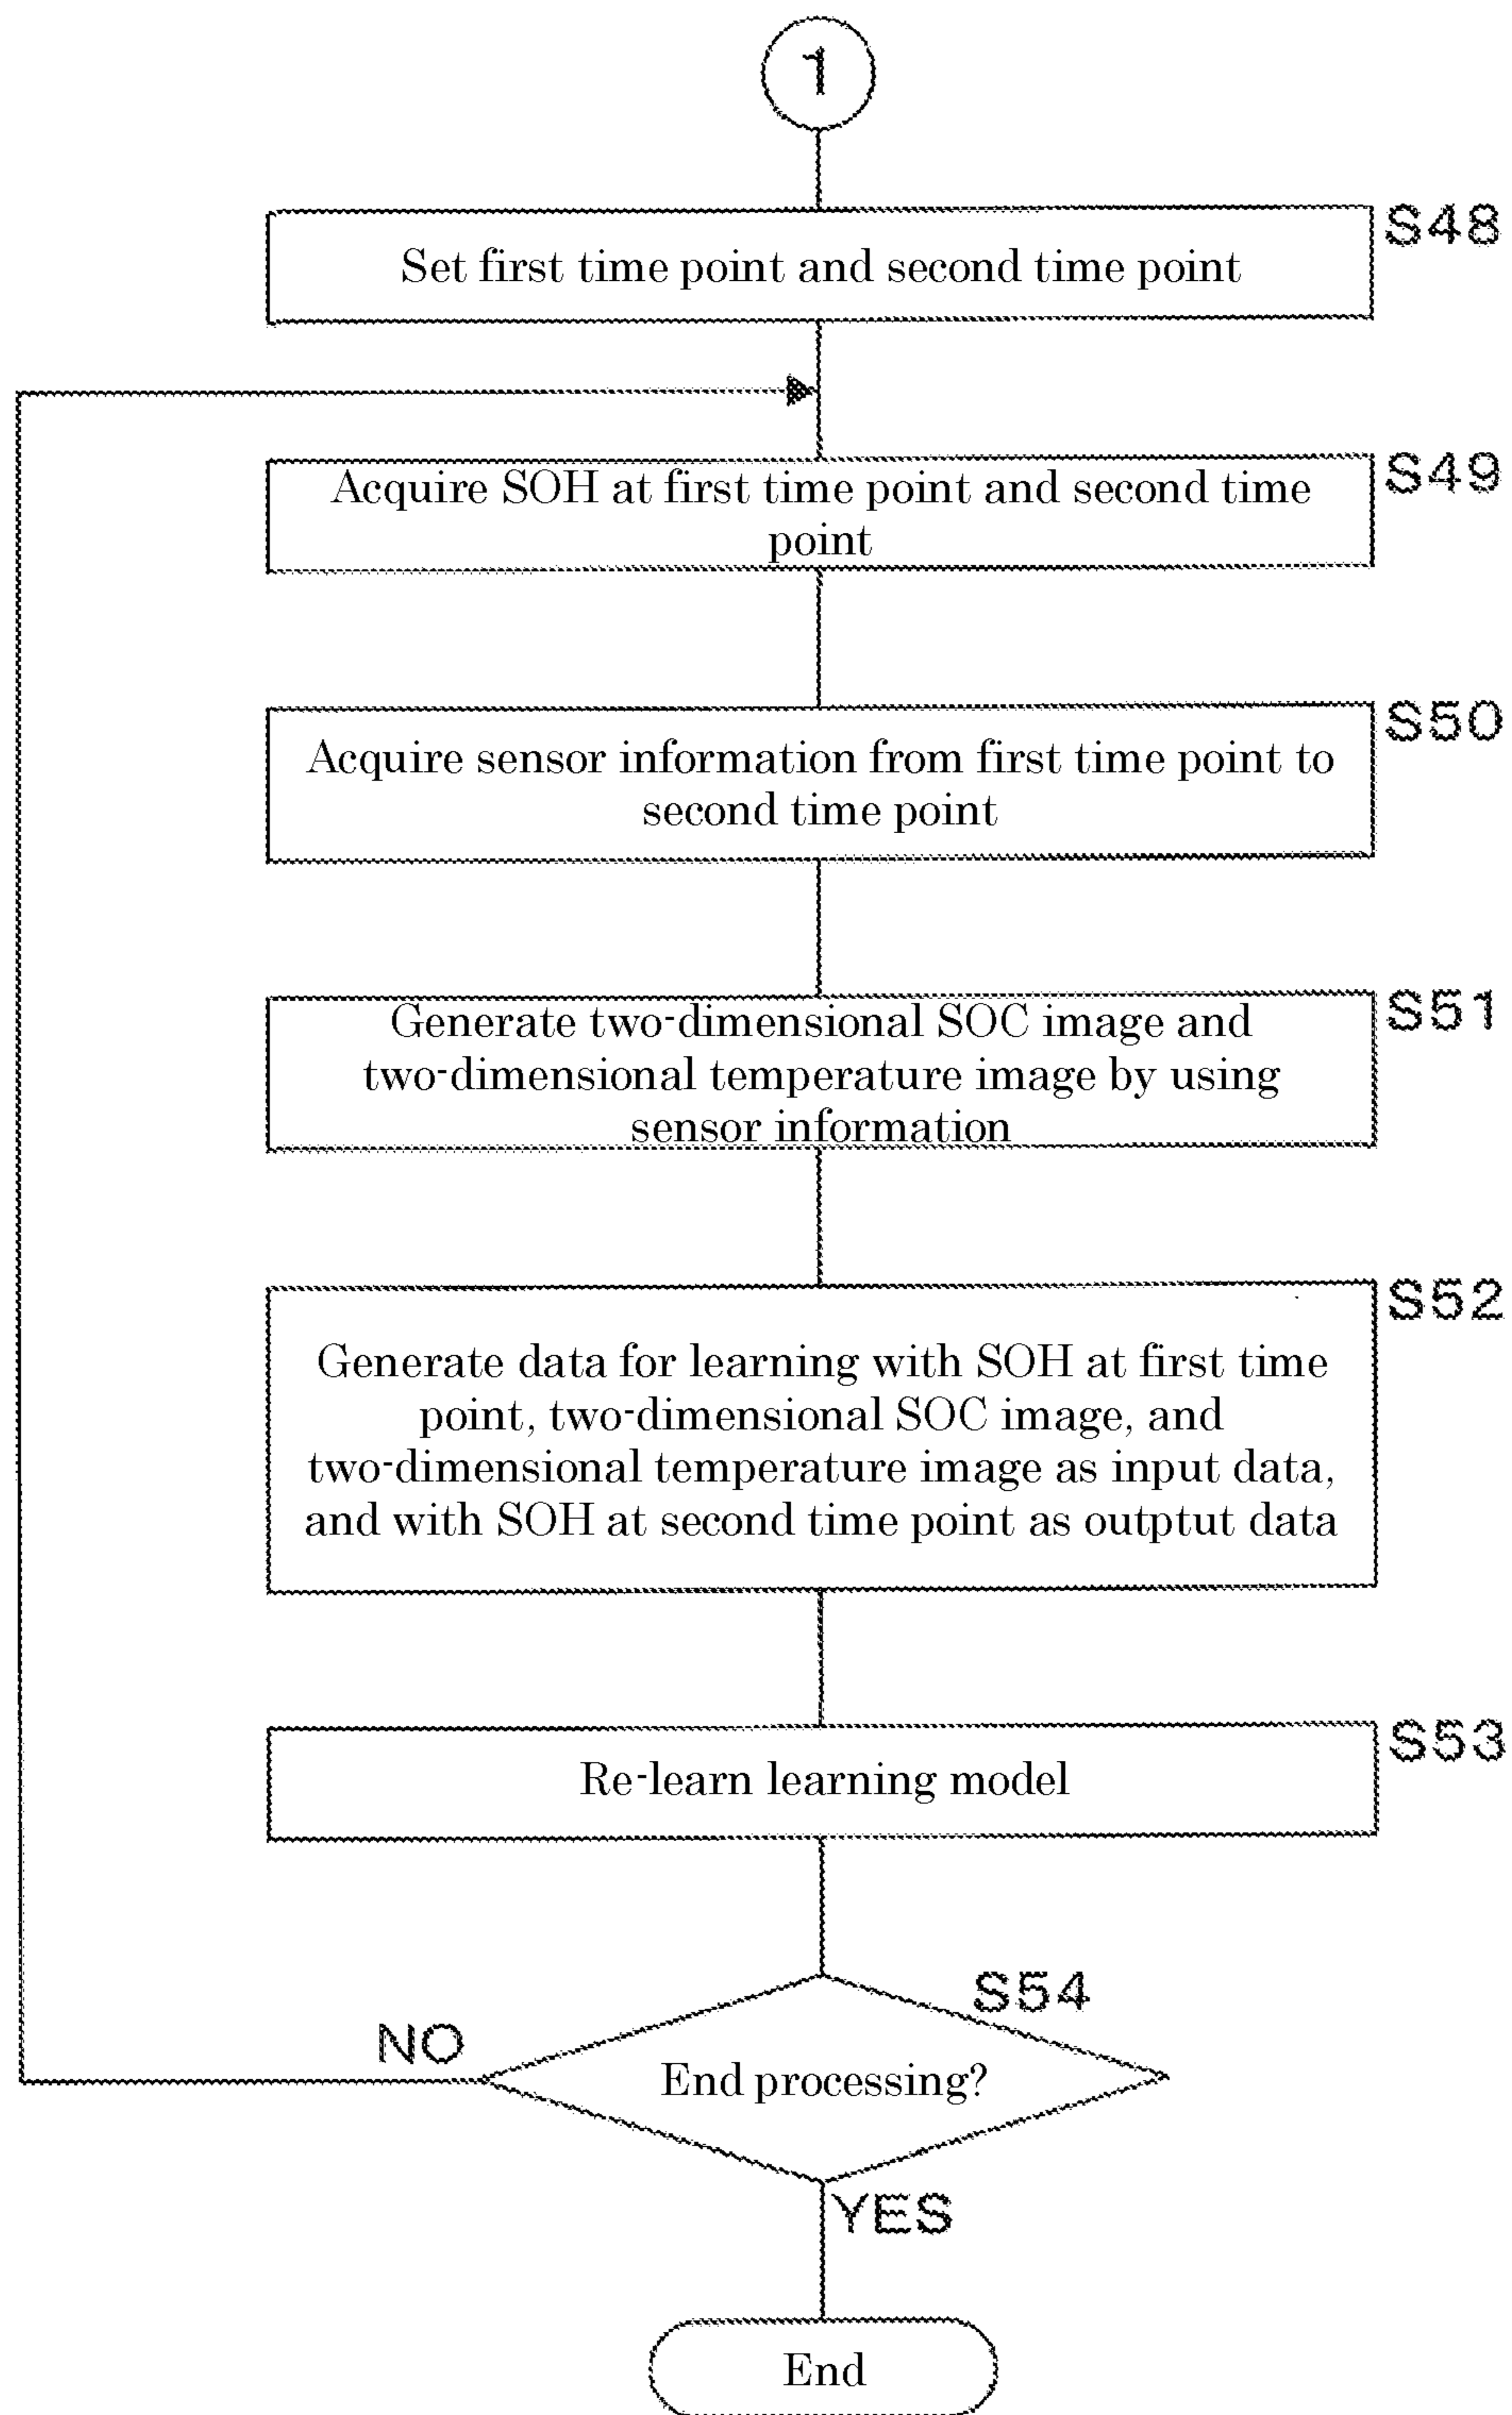 1
S48
Set first time point and second time point
S49
Acquire SOH at first time point and second time
point
S50
Acquire sensor information from first time point to
second time point
S51
Generate two-dimensional SOC image and
two-dimensional temperature image by using
sensor information
S52
Generate data for learning with SOH at first time
point, two-dimensional SOC image, and
two-dimensional temperature image as input data,
and with SOH at second time point as outptut data
S53
Re-learn learning model
S54
NO
End processing?
YES
End